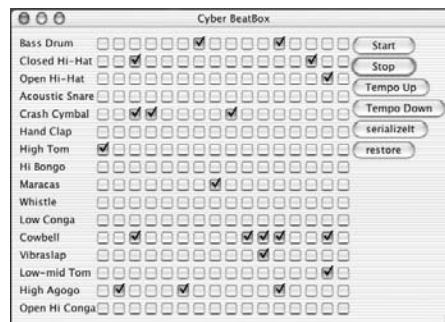 Cyber BeatBox
Bass Drum
Closed Hi-Hat
Open Hi-Hat
Acoustic Snare
Crash Cymbal
Hand Clap
High Tom
Hi Bongo
Maracas
Whistle
Low Conga
Cowbell
Vibraslap
Low-mid Tom
High Agogo
Open Hi Conga
Start
Stop
Tempo Up
Tempo Down
serializeIt
restore